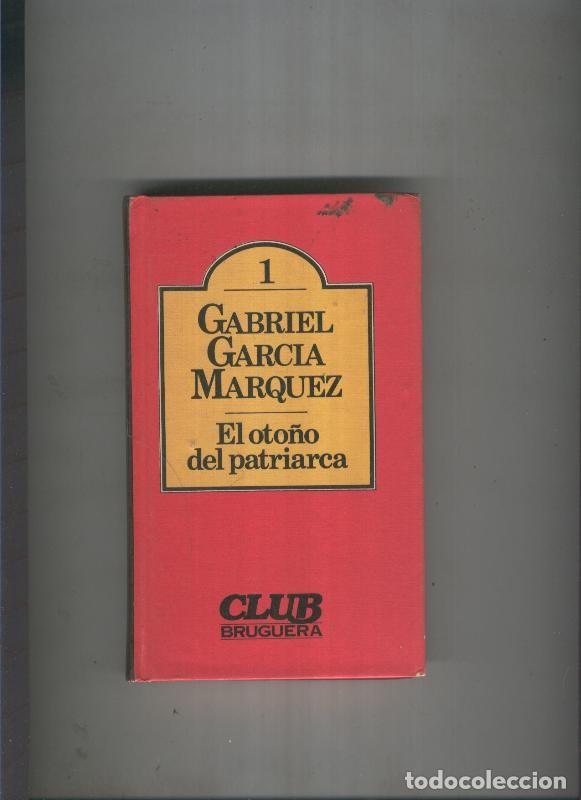 1
GABRIEL
GARCIA
MARQUEZ
El otoño
del patriarca
CLUB
BRUGUERA
todocoleccion